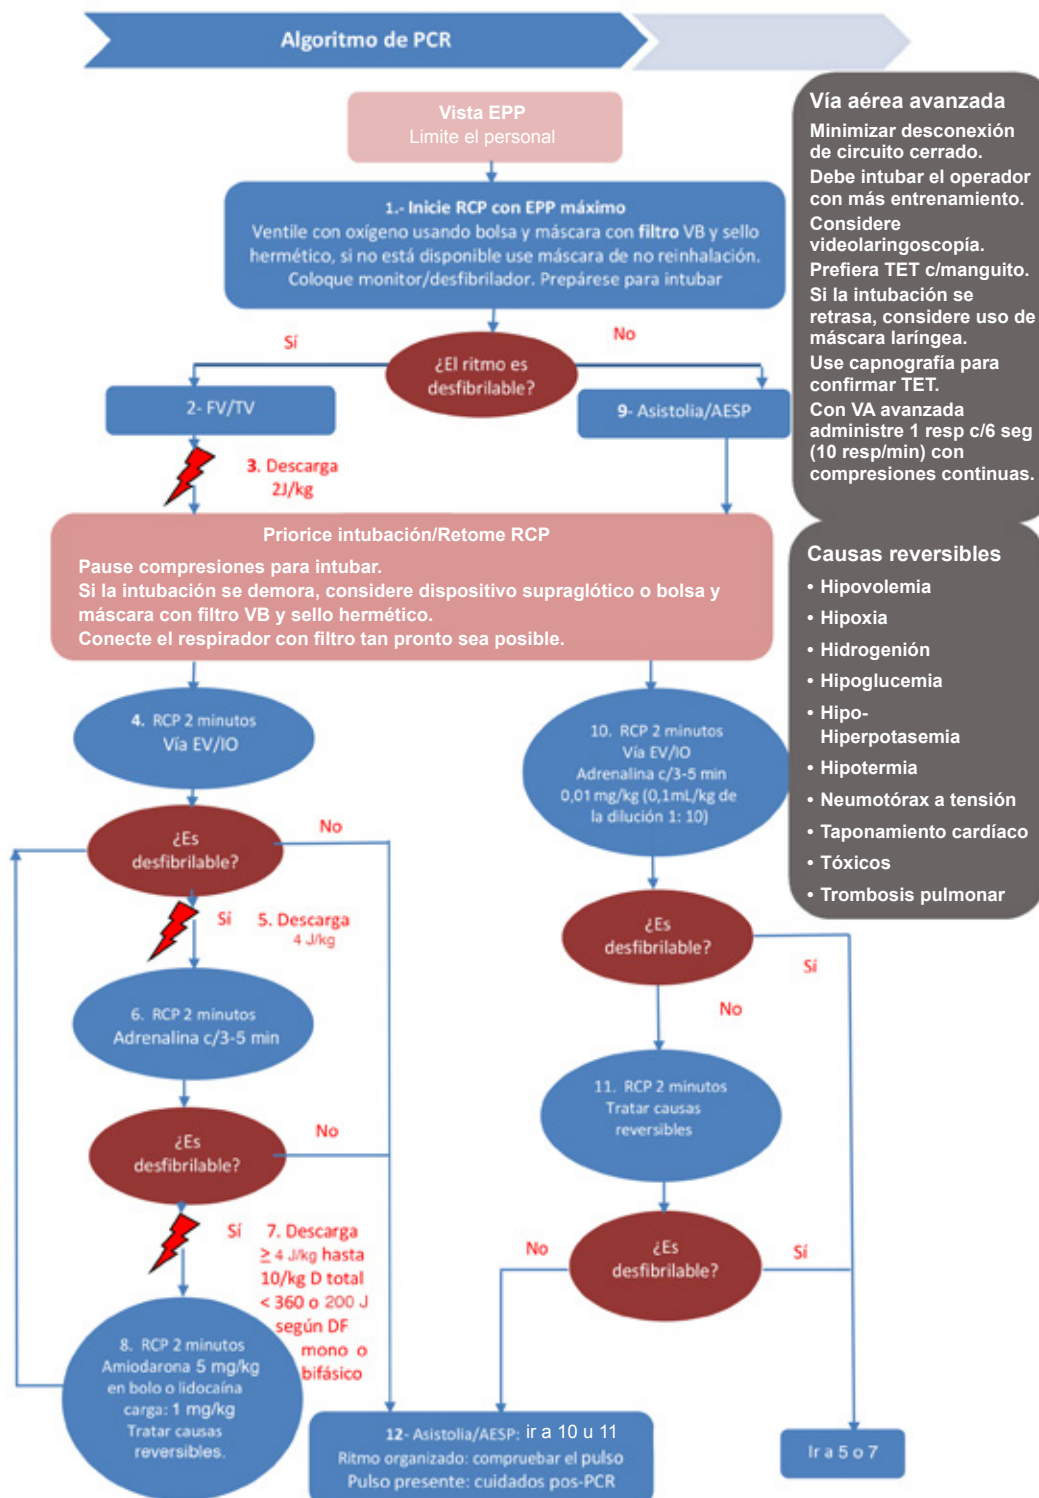 Algoritmo de PCR
Vista EPP
Limite el personal
1.- Inicie RCP con EPP máximo
Ventile con oxígeno usando bolsa y máscara con filtro VB y sello
hermético, si no está disponible use máscara de no reinhalación.
Coloque monitor/desfibrilador. Prepárese para intubar
Sí
No
¿El ritmo es
desfibrilable?
2- FV/TV
9- Asistolia/AESP
3. Descarga
2J/kg
Priorice intubación/Retome RCP
Pause compresiones para intubar.
Si la intubación se demora, considere dispositivo supraglótico o bolsa y
máscara con filtro VB y sello hermético.
Conecte el respirador con filtro tan pronto sea posible.
4. RCP 2 minutos
Vía EV/IO
¿Es
desfibrilable?
No
Sí
5. Descarga
4 J/kg
6. RCP 2 minutos
Adrenalina c/3-5 min
¿Es
desfibrilable?
No
Sí
7. Descarga
≥ 4 J/kg hasta
10/kg D total
< 360 o 200 J
según DF
mono o
bifásico
8. RCP 2 minutos
Amiodarona 5 mg/kg
en bolo o lidocaína
carga: 1 mg/kg
Tratar causas
reversibles.
10. RCP 2 minutos
Vía EV/IO
Adrenalina c/3-5 min
0,01 mg/kg (0,1mL/kg de
la dilución 1: 10)
¿Es
desfibrilable?
Sí
No
11. RCP 2 minutos
Tratar causas
reversibles
¿Es
desfibrilable?
No
Sí
12- Asistolia/AESP: ir a 10 u 11
Ritmo organizado: comprobar el pulso
Pulso presente: cuidados pos-PCR
Ir a 5 o 7
Vía aérea avanzada
Minimizar desconexión
de circuito cerrado.
Debe intubar el operador
con más entrenamiento.
Considere
videolaringoscopía.
Prefiera TET c/manguito.
Si la intubación se
retrasa, considere uso de
máscara laríngea.
Use capnografía para
confirmar TET.
Con VA avanzada
administre 1 resp c/6 seg
(10 resp/min) con
compresiones continuas.
Causas reversibles
• Hipovolemia
• Hipoxia
• Hidrogenión
• Hipoglucemia
• Hipo-
Hiperpotasemia
• Hipotermia
• Neumotórax a tensión
• Taponamiento cardíaco
• Tóxicos
• Trombosis pulmonar